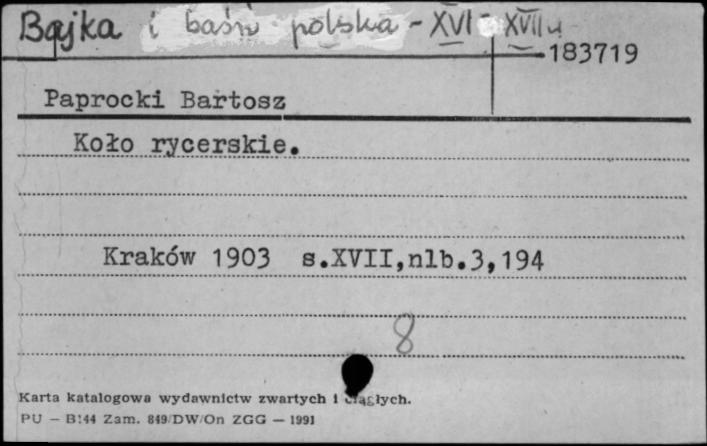 Bajka i baśń polska - XVI - XVIII w
183719
Paprocki Bartosz
Koło rycerskie.
Kraków 1903 s.XVII,nlb.3,194
8
Karta katalogowa wydawnictw zwartych i ciągłych.
PU — B144 Zam. 849/DW/On ZGG — 1991